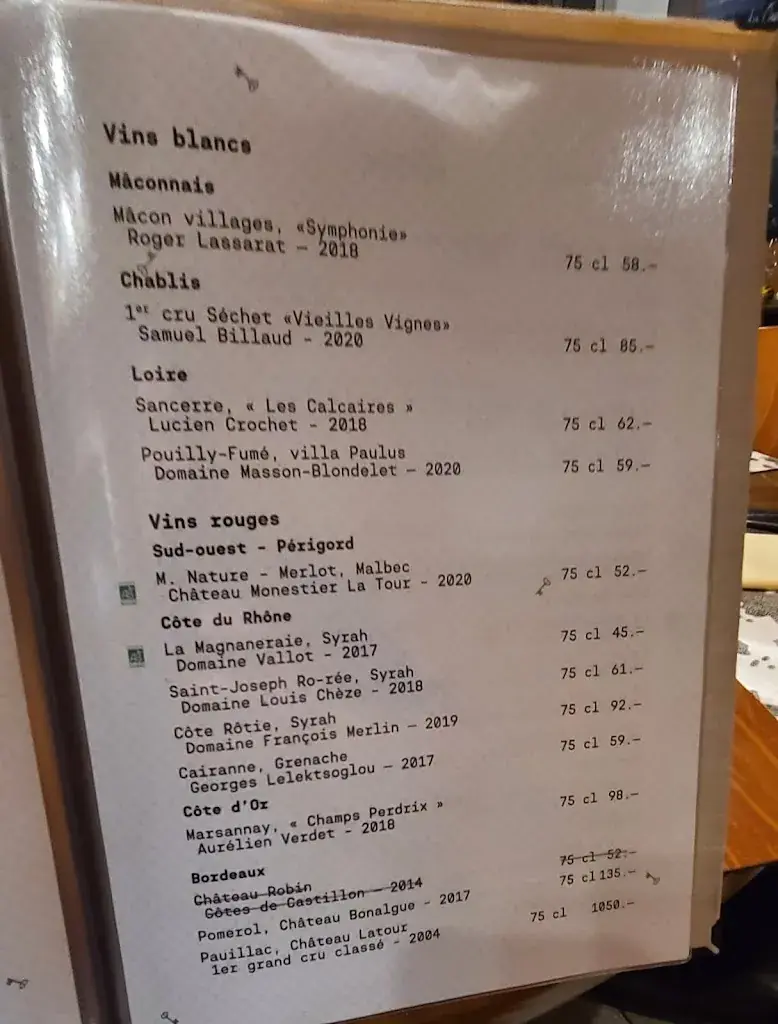 Vins blancs
Mâconnais
Mâcon villages, «Symphonie»
Roger Lassarat – 2018 75 cl 58.–
Chablis
1er cru Séchet «Vieilles Vignes»
Samuel Billaud – 2020 75 cl 85.–
Loire
Sancerre, « Les Calcaires »
Lucien Crochet - 2018 75 cl 62.–
Pouilly-Fumé, villa Paulus
Domaine Masson-Blondelet – 2020 75 cl 59.–
Vins rouges
Sud-ouest – Périgord
M. Nature – Merlot, Malbec
Château Monestier La Tour - 2020 75 cl 52.–
Côte du Rhône
La Magnaneraie, Syrah
Domaine Vallot - 2017 75 cl 45.–
Saint-Joseph Ro-rée, Syrah
Domaine Louis Chèze - 2018 75 cl 61.–
Côte Rôtie, Syrah
Domaine François Merlin – 2019 75 cl 92.–
Cairanne, Grenache
Georges Lelektsoglou – 2017 75 cl 59.–
Côte d'Or
Marsannay, « Champs Perdrix »
Aurélien Verdet - 2018 75 cl 98.–
Bordeaux
Château Robin
Côtes de Castillon – 2014 75 cl 52.–
Pomerol, Château Bonalgue - 2017 75 cl 135.–
Pauillac, Château Latour
1er grand cru classé - 2004 75 cl 1050.–